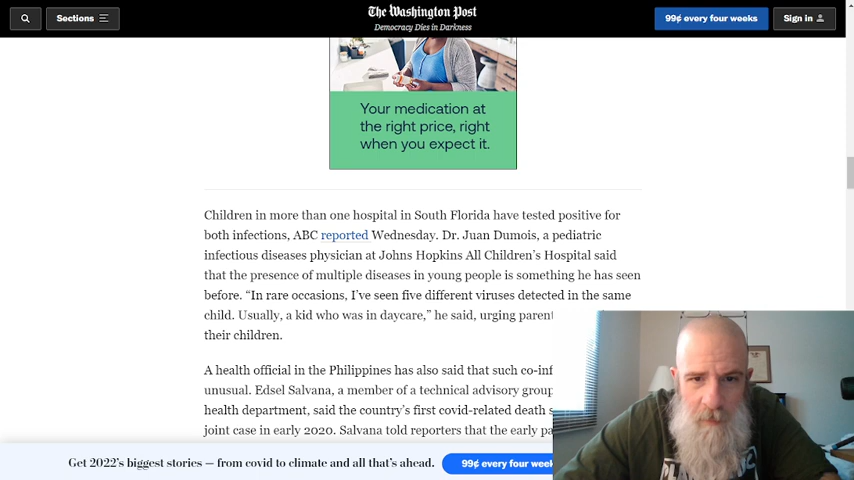 Sections
The Washington Post
Democracy Dies in Darkness
99¢ every four weeks
Sign in
Your medication at
the right price, right
when you expect it.
Children in more than one hospital in South Florida have tested positive for
both infections, ABC reported Wednesday. Dr. Juan Dumois, a pediatric
infectious diseases physician at Johns Hopkins All Children's Hospital said
that the presence of multiple diseases in young people is something he has seen
before. “In rare occasions, I've seen five different viruses detected in the same
child. Usually, a kid who was in daycare,” he said, urging paren
their children.
A health official in the Philippines has also said that such co-inf
unusual. Edsel Salvana, a member of a technical advisory group
health department, said the country's first covid-related death
joint case in early 2020. Salvana told reporters that the early pa
Get 2022's biggest stories — from covid to climate and all that's ahead.
99¢ every four week